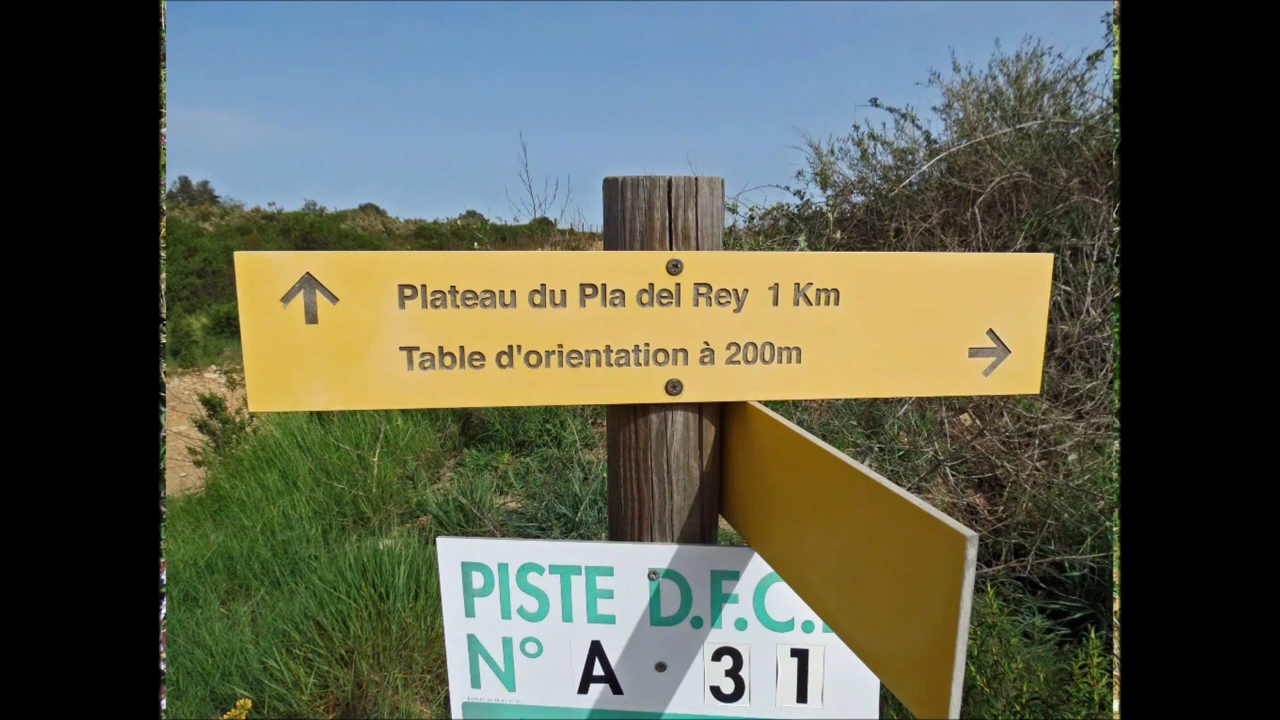 Plateau du Pla del Rey 1 Km
Table d'orientation à 200m
PISTE D.F.C.
N° A 31